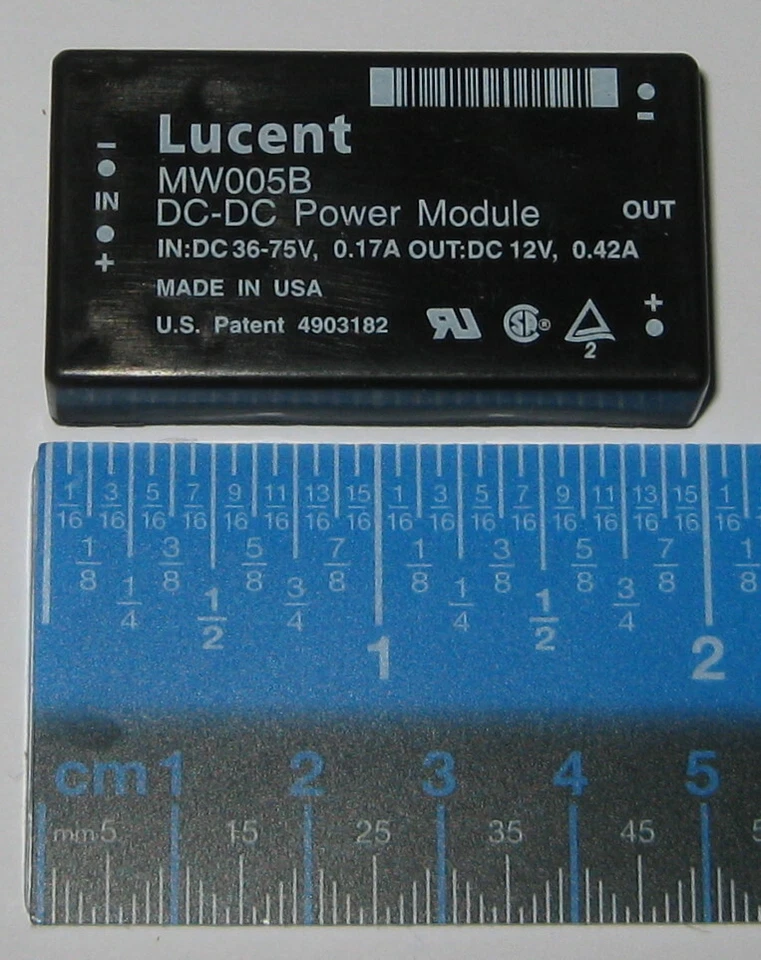 Lucent
MW005B
DC-DC Power Module
IN:DC 36-75V, 0.17A OUT:DC 12V, 0.42A
MADE IN USA
U.S. Patent 4903182
−
IN
+
−
OUT
+
RU
SA ®
2
1/16 3/16 5/16 7/16 9/16 11/16 13/16 15/16 1/16 3/16 5/16 7/16 9/16 11/16 13/16 15/16 1/16
1/8 3/8 5/8 7/8 1/8 3/8 5/8 7/8 1/8
1/4 1/2 3/4 1/4 1/2 3/4
1 2
cm 1 2 3 4 5
mm 5 15 25 35 45